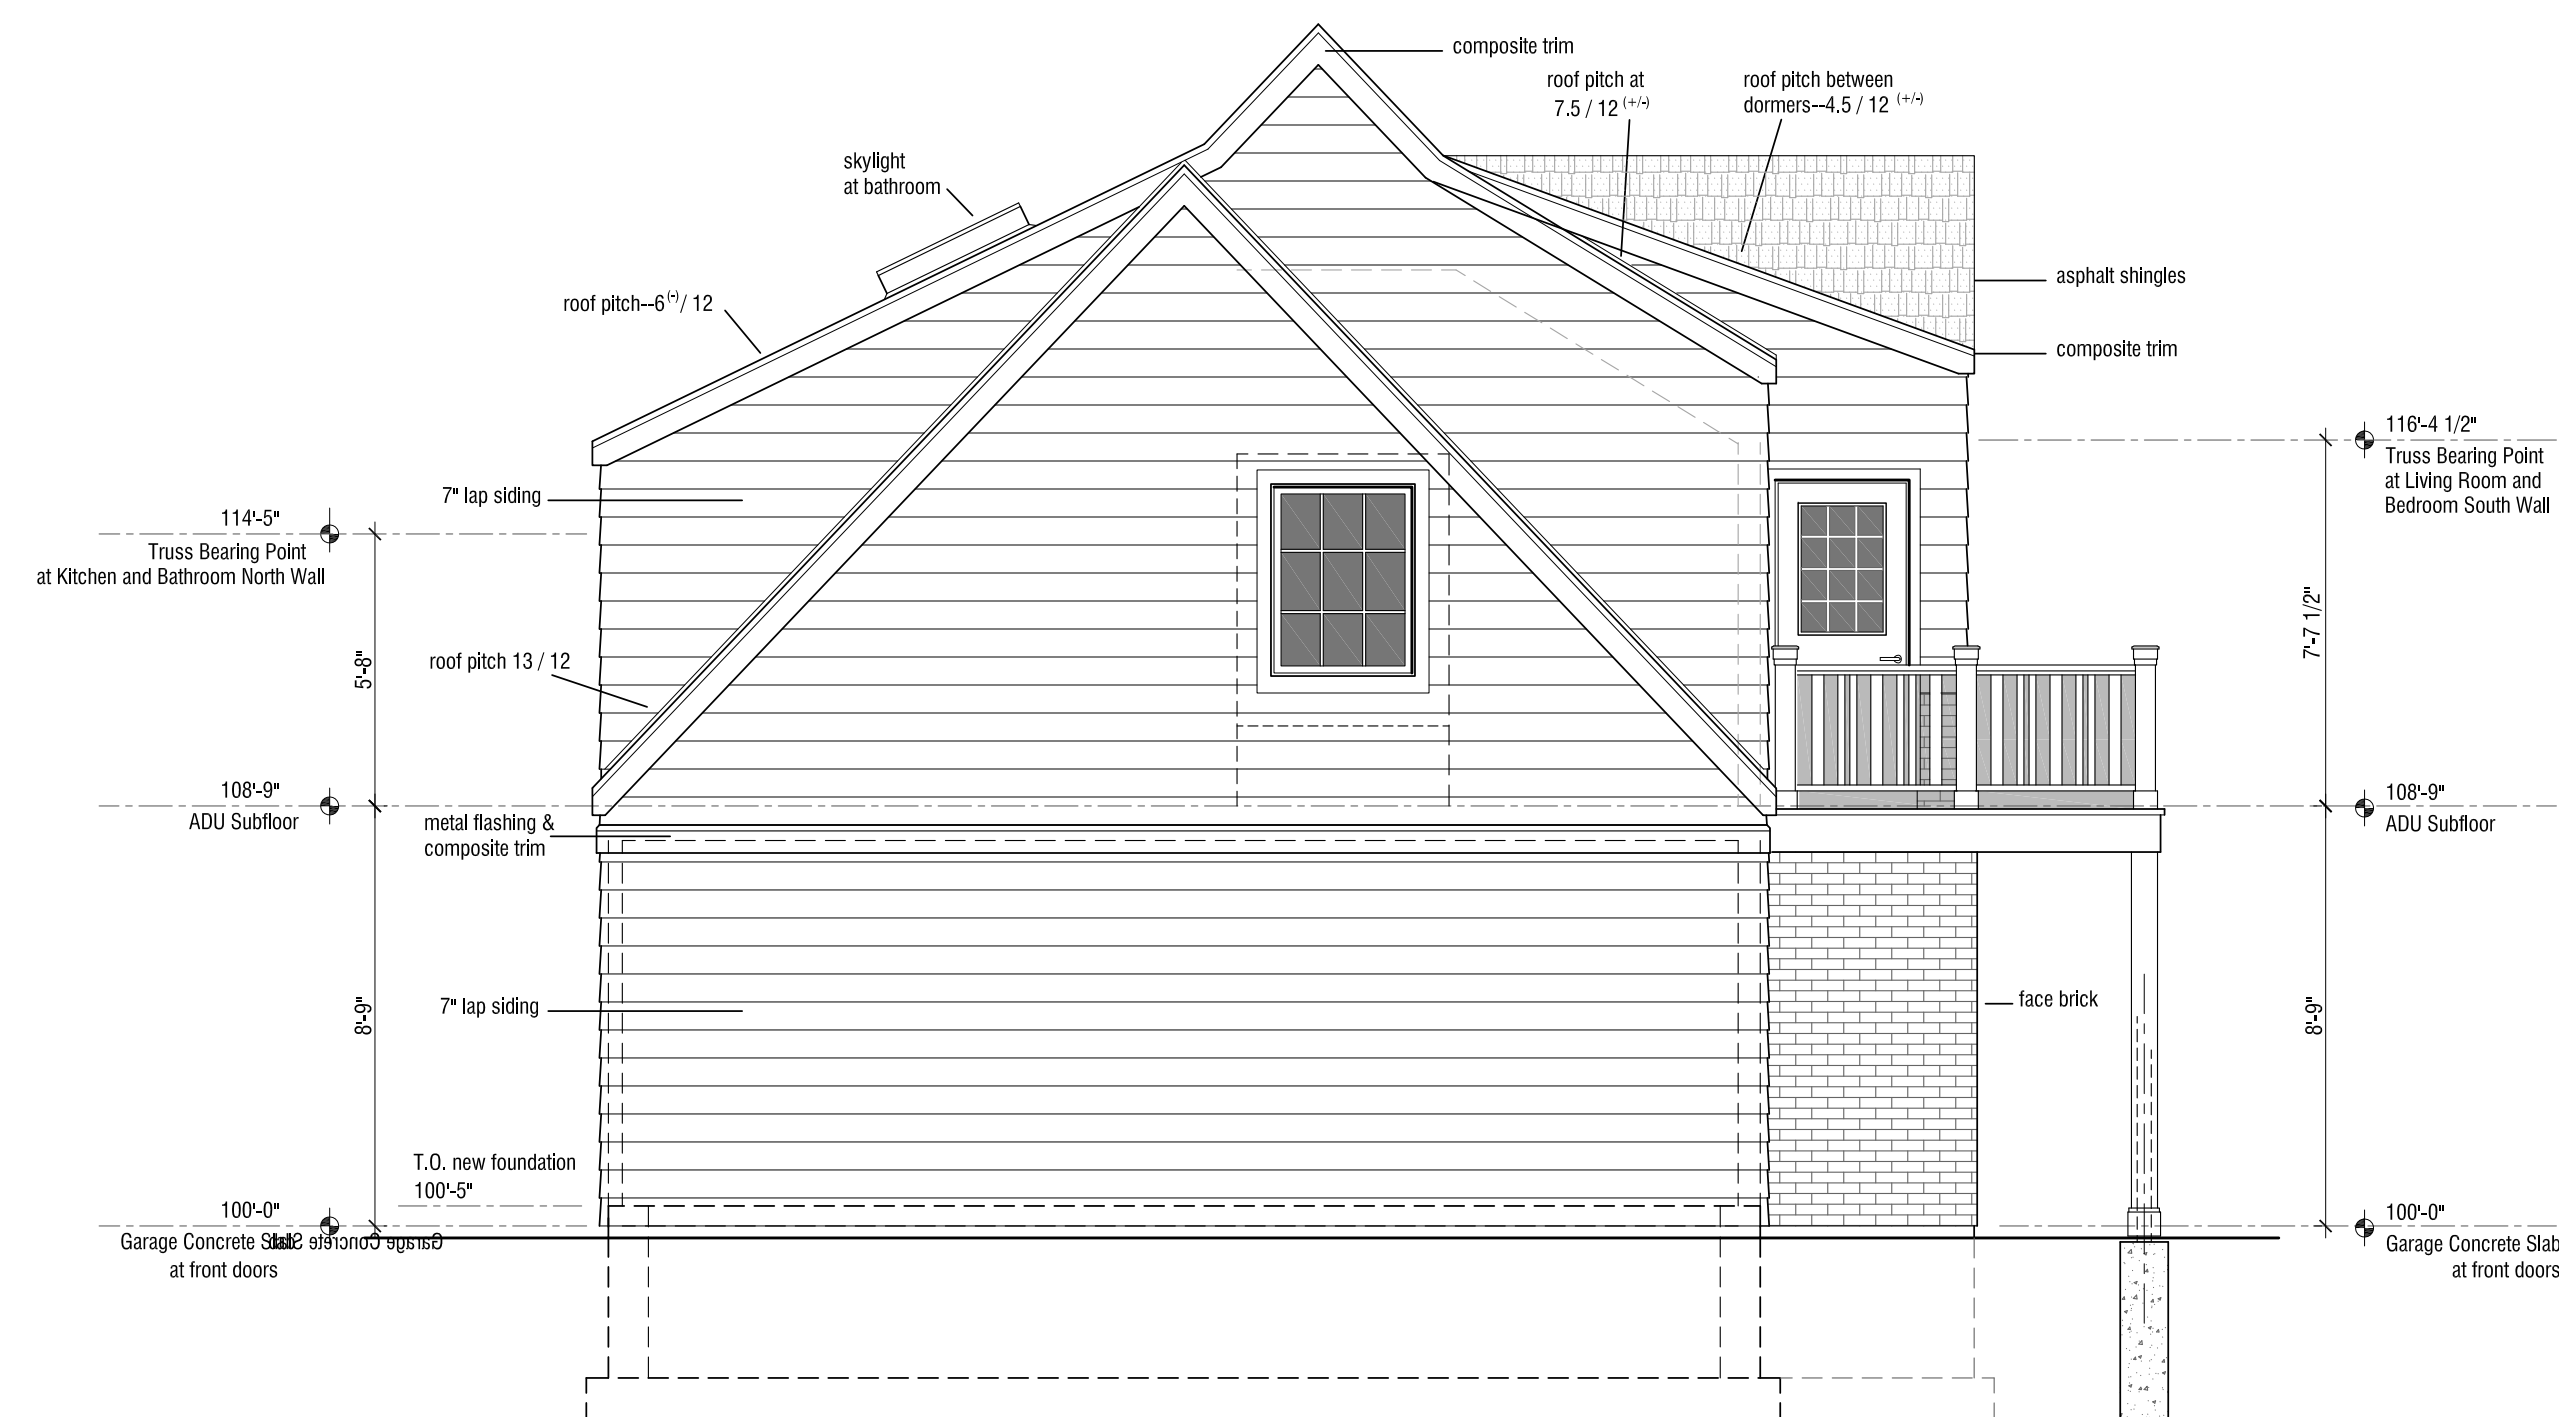 composite trim
roof pitch at
7.5 / 12 (+/-)
roof pitch between
dormers--4.5 / 12 (+/-)
skylight
at bathroom
asphalt shingles
roof pitch--6(-)/ 12
composite trim
116'-4 1/2"
Truss Bearing Point
at Living Room and
Bedroom South Wall
7" lap siding
114'-5"
Truss Bearing Point
at Kitchen and Bathroom North Wall
7'-7 1/2"
5'-8"
roof pitch 13 / 12
108'-9"
ADU Subfloor
108'-9"
ADU Subfloor
metal flashing &
composite trim
8'-9"
7" lap siding
face brick
8'-9"
T.O. new foundation
100'-5"
100'-0"
Garage Concrete Slab
Garage Concrete Slab
at front doors
100'-0"
Garage Concrete Slab
at front doors